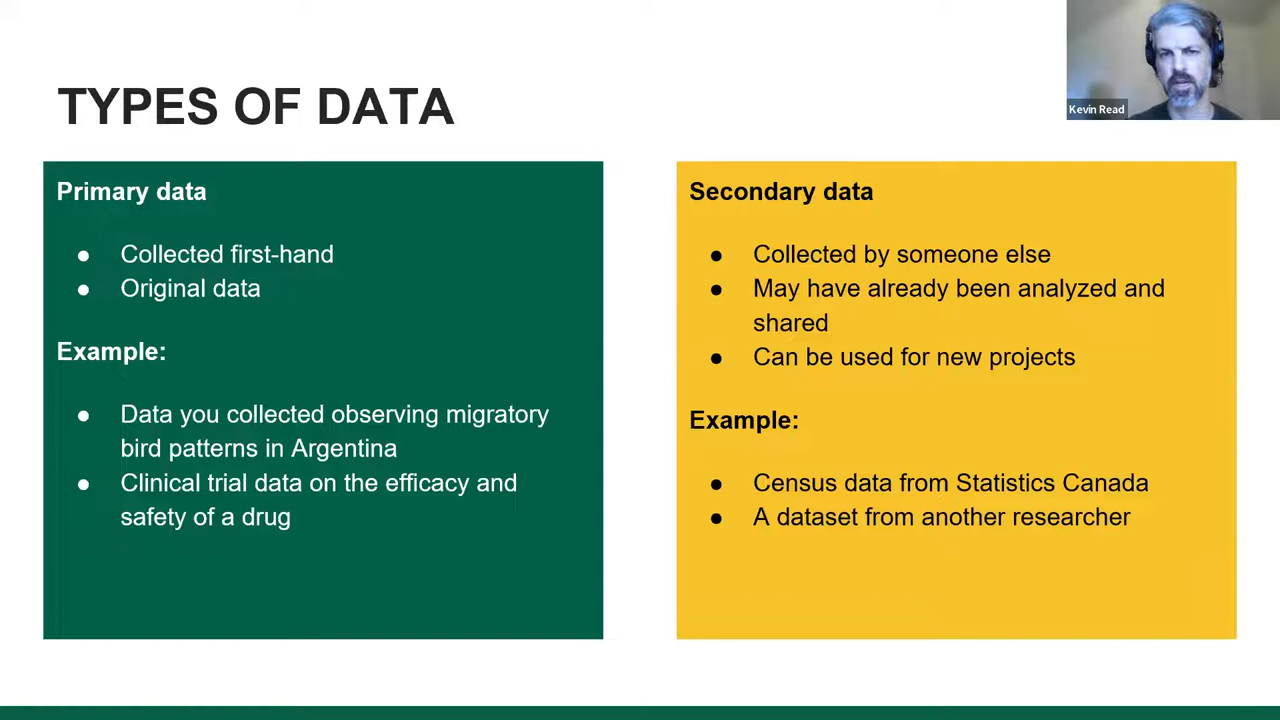 TYPES OF DATA
Kevin Read
Primary data
● Collected first-hand
● Original data
Example:
● Data you collected observing migratory
bird patterns in Argentina
● Clinical trial data on the efficacy and
safety of a drug
Secondary data
● Collected by someone else
● May have already been analyzed and
shared
● Can be used for new projects
Example:
● Census data from Statistics Canada
● A dataset from another researcher